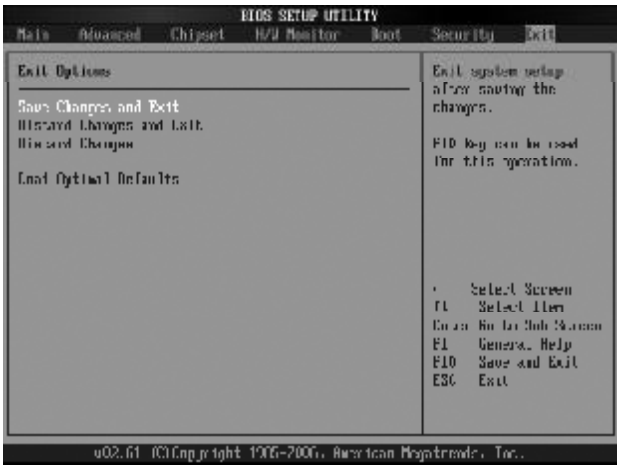 BIOS SETUP UTILITY
Main Advanced Chipset H/W Monitor Boot Security Exit
Exit Options
Save Changes and Exit
Discard Changes and Exit
Discard Changes
Load Optimal Defaults
Exit system setup
after saving the
changes.
F10 Key can be used
for this operation.
Select Screen
↑↓ Select Item
Enter Go to Sub Screen
F1 General Help
F10 Save and Exit
ESC Exit
v02.61 (C)Copyright 1985-2006, American Megatrends, Inc.